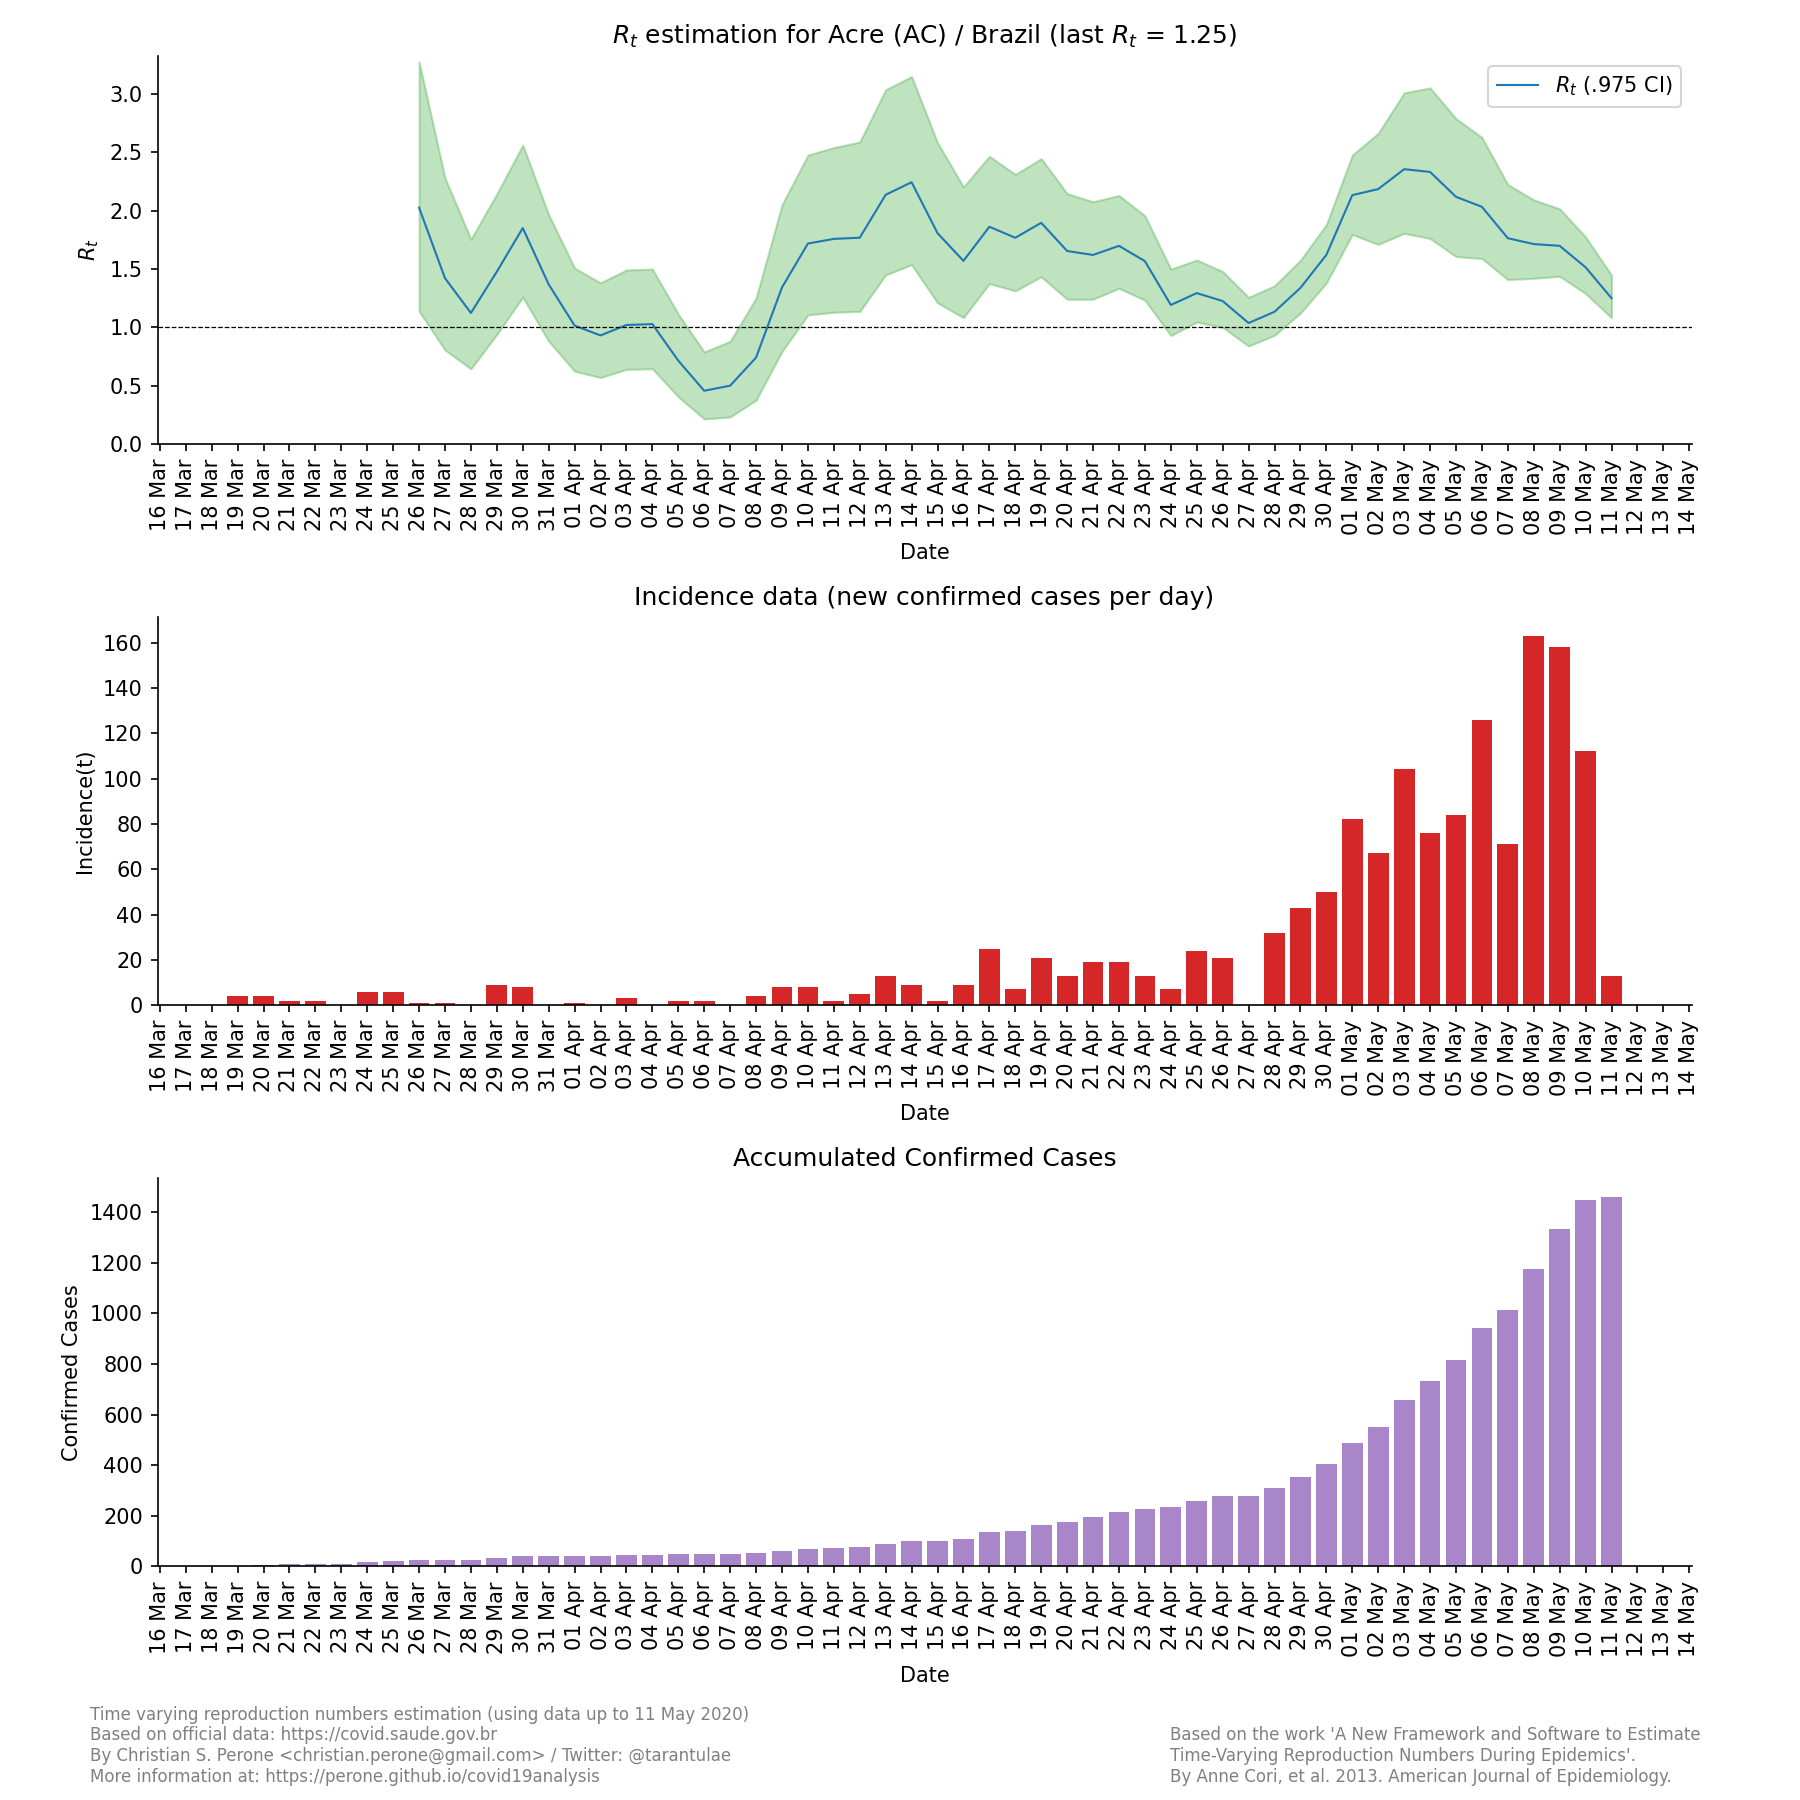 R_t estimation for Acre (AC) / Brazil (last R_t = 1.25)
R_t (.975 CI)
R_t
3.0
2.5
2.0
1.5
1.0
0.5
0.0
16 Mar 17 Mar 18 Mar 19 Mar 20 Mar 21 Mar 22 Mar 23 Mar 24 Mar 25 Mar 26 Mar 27 Mar 28 Mar 29 Mar 30 Mar 31 Mar 01 Apr 02 Apr 03 Apr 04 Apr 05 Apr 06 Apr 07 Apr 08 Apr 09 Apr 10 Apr 11 Apr 12 Apr 13 Apr 14 Apr 15 Apr 16 Apr 17 Apr 18 Apr 19 Apr 20 Apr 21 Apr 22 Apr 23 Apr 24 Apr 25 Apr 26 Apr 27 Apr 28 Apr 29 Apr 30 Apr 01 May 02 May 03 May 04 May 05 May 06 May 07 May 08 May 09 May 10 May 11 May 12 May 13 May 14 May
Date
Incidence data (new confirmed cases per day)
Incidence(t)
160
140
120
100
80
60
40
20
0
16 Mar 17 Mar 18 Mar 19 Mar 20 Mar 21 Mar 22 Mar 23 Mar 24 Mar 25 Mar 26 Mar 27 Mar 28 Mar 29 Mar 30 Mar 31 Mar 01 Apr 02 Apr 03 Apr 04 Apr 05 Apr 06 Apr 07 Apr 08 Apr 09 Apr 10 Apr 11 Apr 12 Apr 13 Apr 14 Apr 15 Apr 16 Apr 17 Apr 18 Apr 19 Apr 20 Apr 21 Apr 22 Apr 23 Apr 24 Apr 25 Apr 26 Apr 27 Apr 28 Apr 29 Apr 30 Apr 01 May 02 May 03 May 04 May 05 May 06 May 07 May 08 May 09 May 10 May 11 May 12 May 13 May 14 May
Date
Accumulated Confirmed Cases
Confirmed Cases
1400
1200
1000
800
600
400
200
0
16 Mar 17 Mar 18 Mar 19 Mar 20 Mar 21 Mar 22 Mar 23 Mar 24 Mar 25 Mar 26 Mar 27 Mar 28 Mar 29 Mar 30 Mar 31 Mar 01 Apr 02 Apr 03 Apr 04 Apr 05 Apr 06 Apr 07 Apr 08 Apr 09 Apr 10 Apr 11 Apr 12 Apr 13 Apr 14 Apr 15 Apr 16 Apr 17 Apr 18 Apr 19 Apr 20 Apr 21 Apr 22 Apr 23 Apr 24 Apr 25 Apr 26 Apr 27 Apr 28 Apr 29 Apr 30 Apr 01 May 02 May 03 May 04 May 05 May 06 May 07 May 08 May 09 May 10 May 11 May 12 May 13 May 14 May
Date
Time varying reproduction numbers estimation (using data up to 11 May 2020)
Based on official data: https://covid.saude.gov.br
By Christian S. Perone <christian.perone@gmail.com> / Twitter: @tarantulae
More information at: https://perone.github.io/covid19analysis
Based on the work 'A New Framework and Software to Estimate
Time-Varying Reproduction Numbers During Epidemics'.
By Anne Cori, et al. 2013. American Journal of Epidemiology.